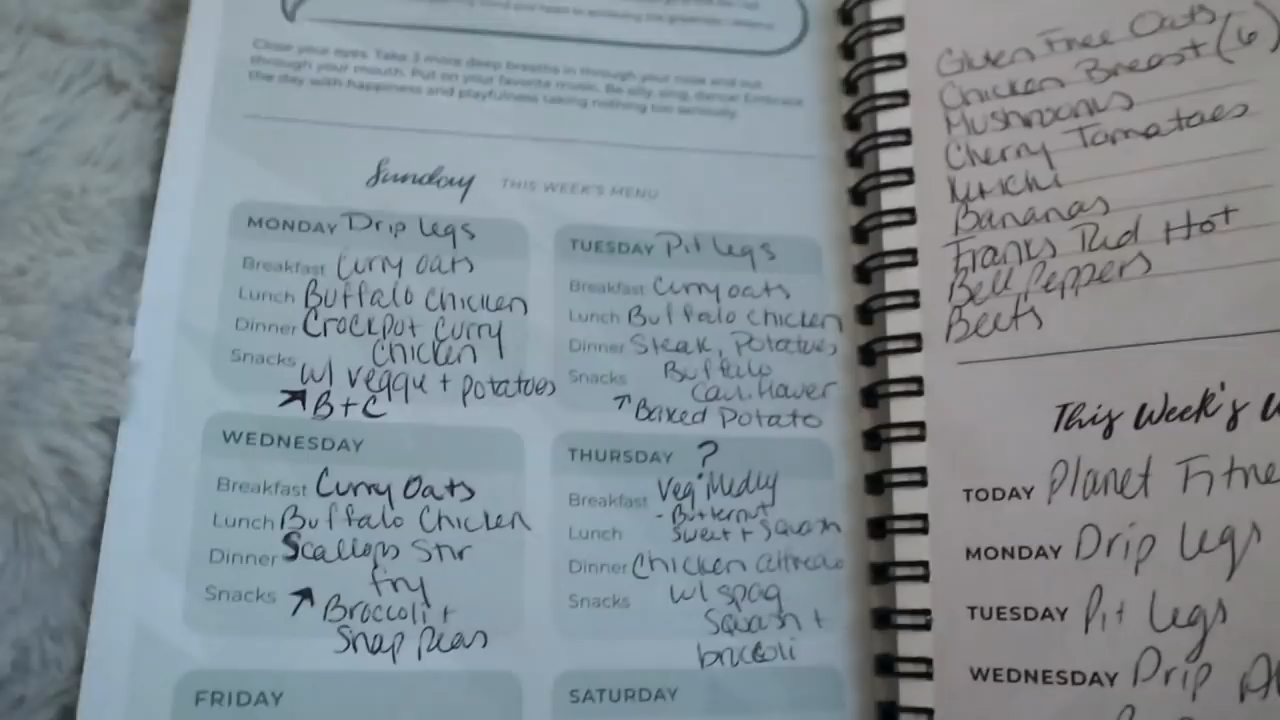 Close your eyes. Take 3 more deep breaths in through your nose and out
through your mouth. Put on your favorite music. Be silly, sing, dance! Embrace
the day with happiness and playfulness taking nothing too seriously.
Sunday THIS WEEK'S MENU
MONDAY Drip Legs
Breakfast Curry oats
Lunch Buffalo Chicken
Dinner Crockpot Curry
Chicken
Snacks
w/ veggie + potatoes
B+C
TUESDAY Pit Legs
Breakfast Curry oats
Lunch Buffalo Chicken
Dinner Steak, Potatoes
Snacks Buffalo
Cauliflower
Baked Potato
WEDNESDAY
Breakfast Curry Oats
Lunch Buffalo Chicken
Dinner Scallops Stir
fry
Snacks
Broccoli +
Snap Peas
THURSDAY ?
Breakfast Veg Medly
- Butternut
Lunch Sweet + Squash
Dinner Chicken
Snacks w/ spag
Squash +
broccoli
FRIDAY
SATURDAY
Gluten Free Oats
Chicken Breast (6)
Mushrooms
Cherry Tomatoes
Bananas
Franks Red Hot
Bell Peppers
Beets
This Week's
TODAY Planet Fitne
MONDAY Drip Legs
TUESDAY Pit Legs
WEDNESDAY Drip